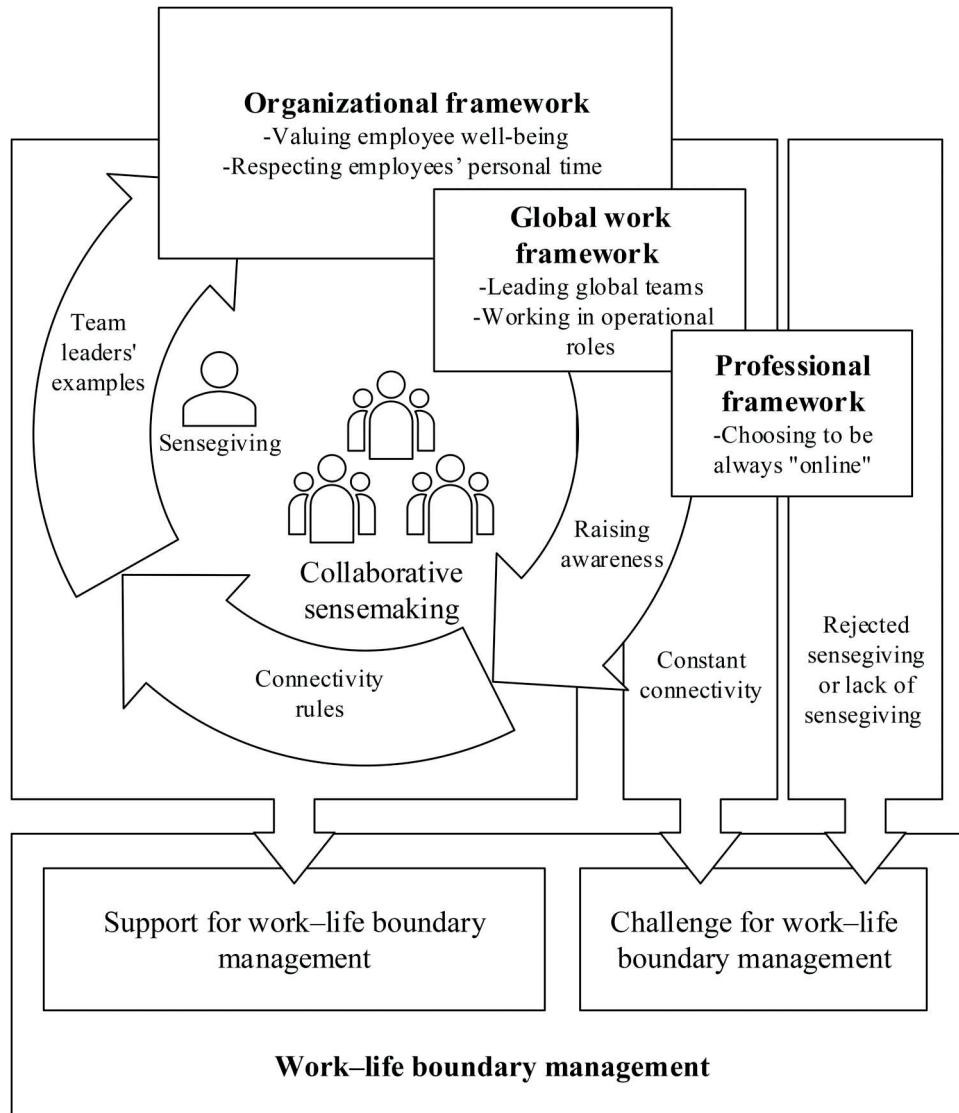 Organizational framework
-Valuing employee well-being
-Respecting employees’ personal time
Global work
framework
-Leading global teams
-Working in operational
roles
Professional
framework
-Choosing to be
always "online"
Team
leaders'
examples
Sensegiving
Collaborative
sensemaking
Raising
awareness
Connectivity
rules
Constant
connectivity
Rejected
sensegiving
or lack of
sensegiving
Support for work–life boundary
management
Challenge for work–life
boundary management
Work–life boundary management